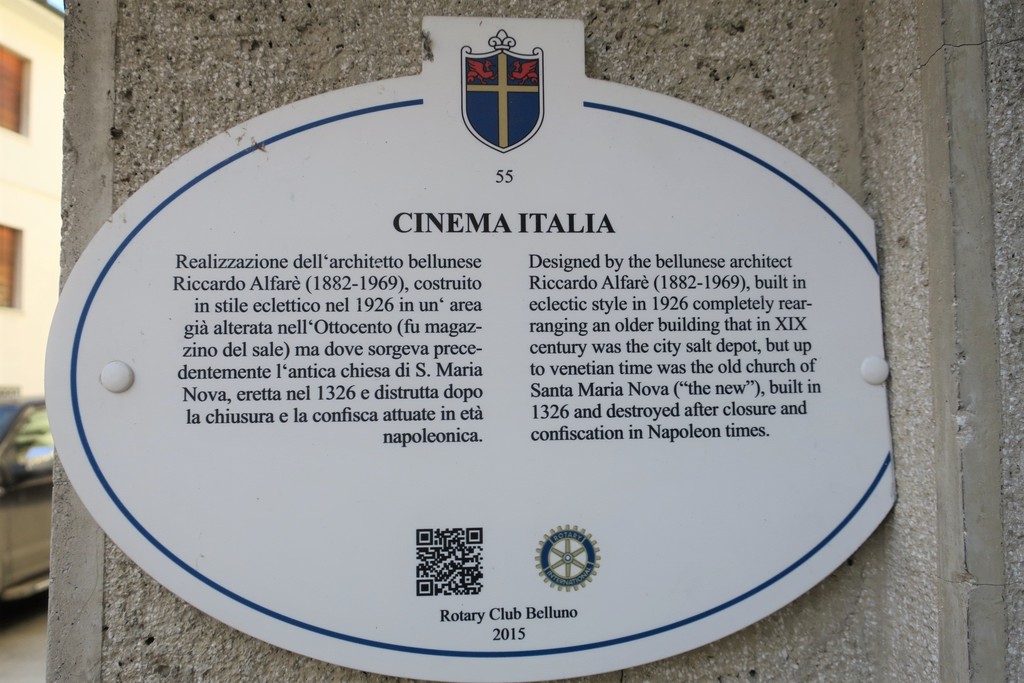 55
CINEMA ITALIA
Realizzazione dell‘architetto bellunese
Riccardo Alfarè (1882-1969), costruito
in stile eclettico nel 1926 in un‘ area
già alterata nell‘Ottocento (fu magaz-
zino del sale) ma dove sorgeva prece-
dentemente l‘antica chiesa di S. Maria
Nova, eretta nel 1326 e distrutta dopo
la chiusura e la confisca attuate in età
napoleonica.
Designed by the bellunese architect
Riccardo Alfarè (1882-1969), built in
eclectic style in 1926 completely rear-
ranging an older building that in XIX
century was the city salt depot, but up
to venetian time was the old church of
Santa Maria Nova (“the new”), built in
1326 and destroyed after closure and
confiscation in Napoleon times.
ROTARY
INTERNATIONAL
Rotary Club Belluno
2015